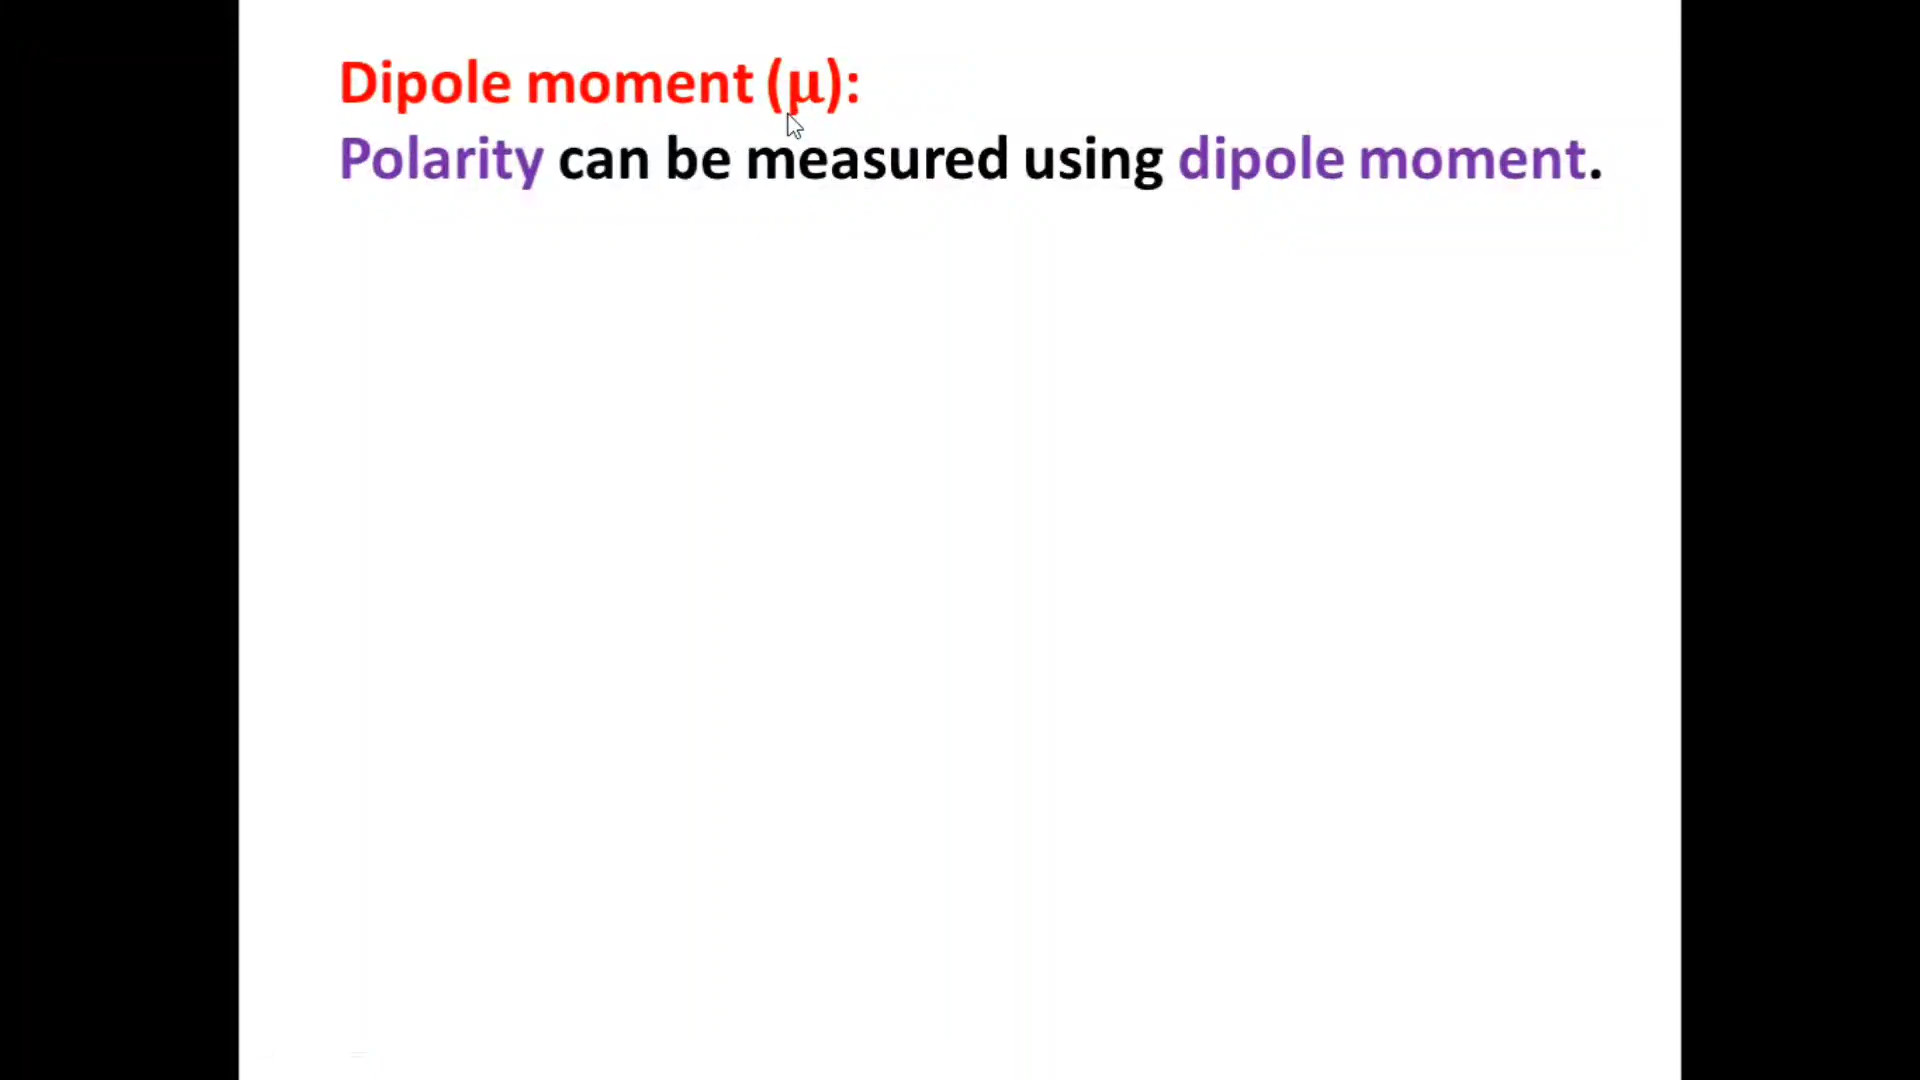 Dipole moment (μ):
Polarity can be measured using dipole moment.